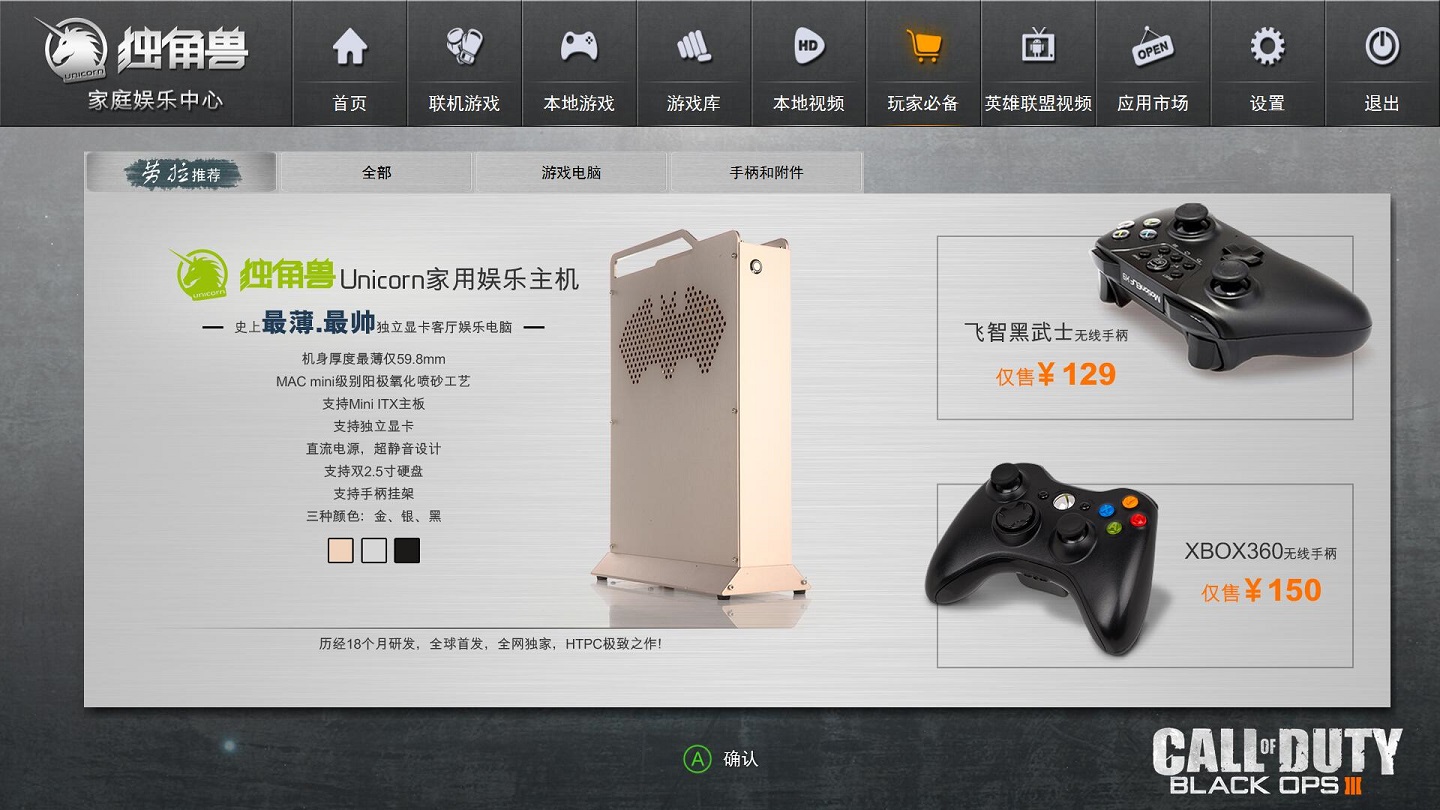 unicorn
独角兽
家庭娱乐中心
首页
联机游戏
本地游戏
游戏库
HD
本地视频
玩家必备
英雄联盟视频
OPEN
应用市场
设置
退出
劳拉推荐
全部
游戏电脑
手柄和附件
unicorn
独角兽Unicorn家用娱乐主机
史上最薄.最帅独立显卡客厅娱乐电脑
机身厚度最薄仅59.8mm
MAC mini级别阳极氧化喷砂工艺
支持Mini ITX主板
支持独立显卡
直流电源，超静音设计
支持双2.5寸硬盘
支持手柄挂架
三种颜色：金、银、黑
历经18个月研发，全球首发，全网独家，HTPC极致之作！
飞智黑武士无线手柄
仅售¥129
XBOX360无线手柄
仅售¥150
A 确认
CALL OF DUTY
BLACK OPS III